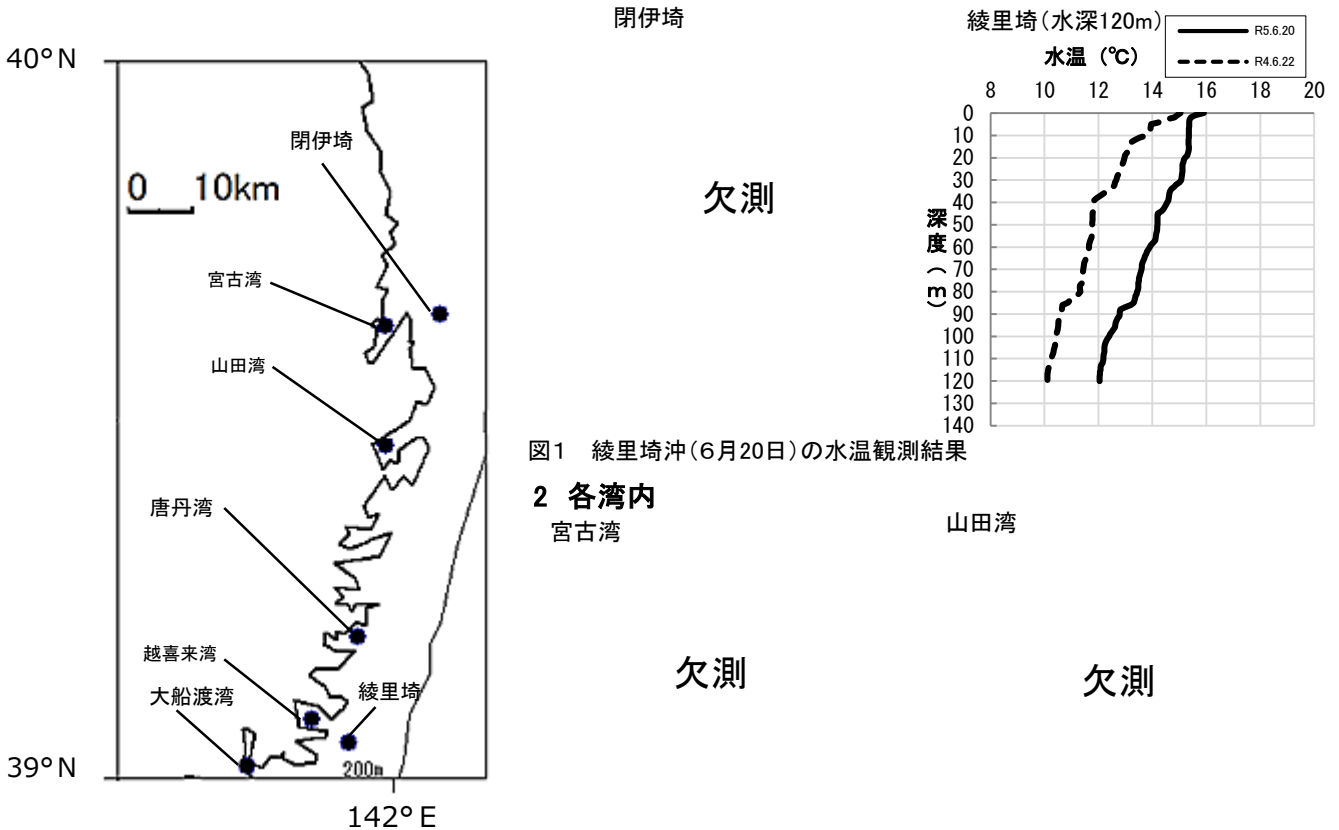 40°N
閉伊埼
0 10km
宮古湾
山田湾
唐丹湾
越喜来湾
大船渡湾
綾里埼
200m
39°N
142°E
閉伊埼
欠測
綾里埼(水深120m)
R5.6.20
R4.6.22
水温 (℃)
8 10 12 14 16 18 20
深度(m)
0
10
20
30
40
50
60
70
80
90
100
110
120
130
140
図1 綾里埼沖(6月20日)の水温観測結果
2 各湾内
宮古湾
山田湾
欠測
欠測